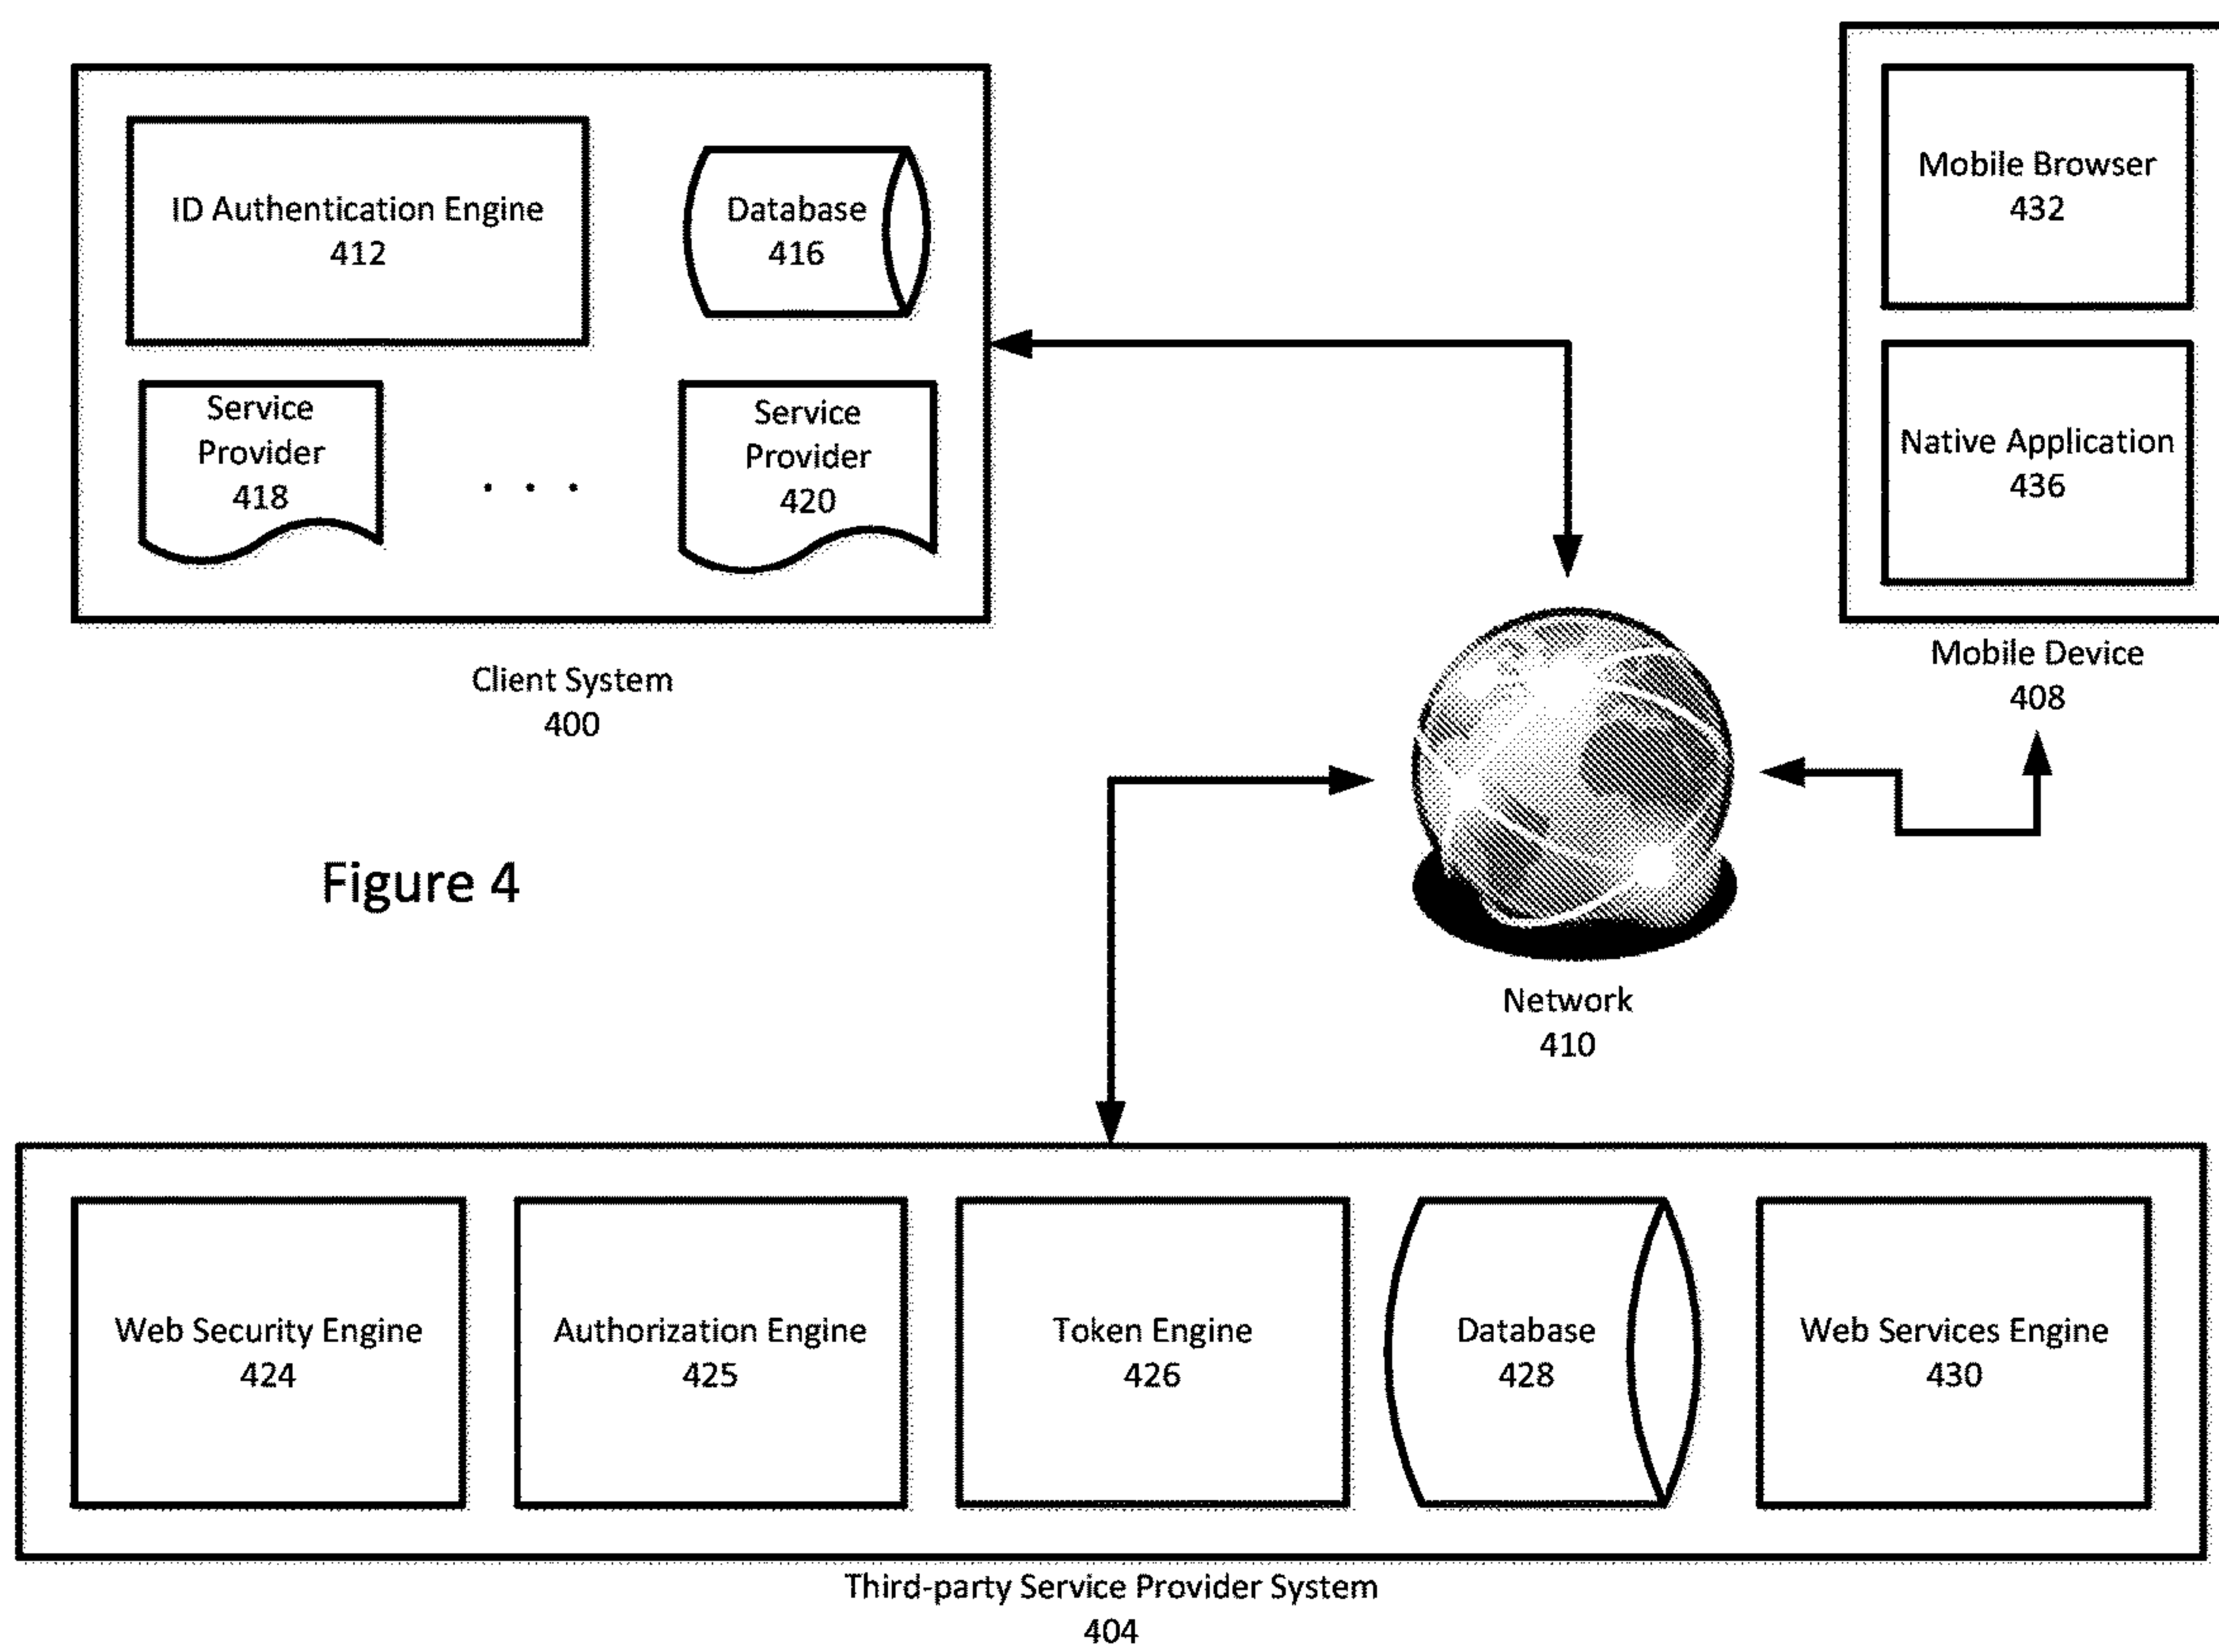 ID Authentication Engine
412
Database
416
Service
Provider
418
. . .
Service
Provider
420
Client System
400
Mobile Browser
432
Native Application
436
Mobile Device
408
Figure 4
Network
410
Web Security Engine
424
Authorization Engine
425
Token Engine
426
Database
428
Web Services Engine
430
Third-party Service Provider System
404